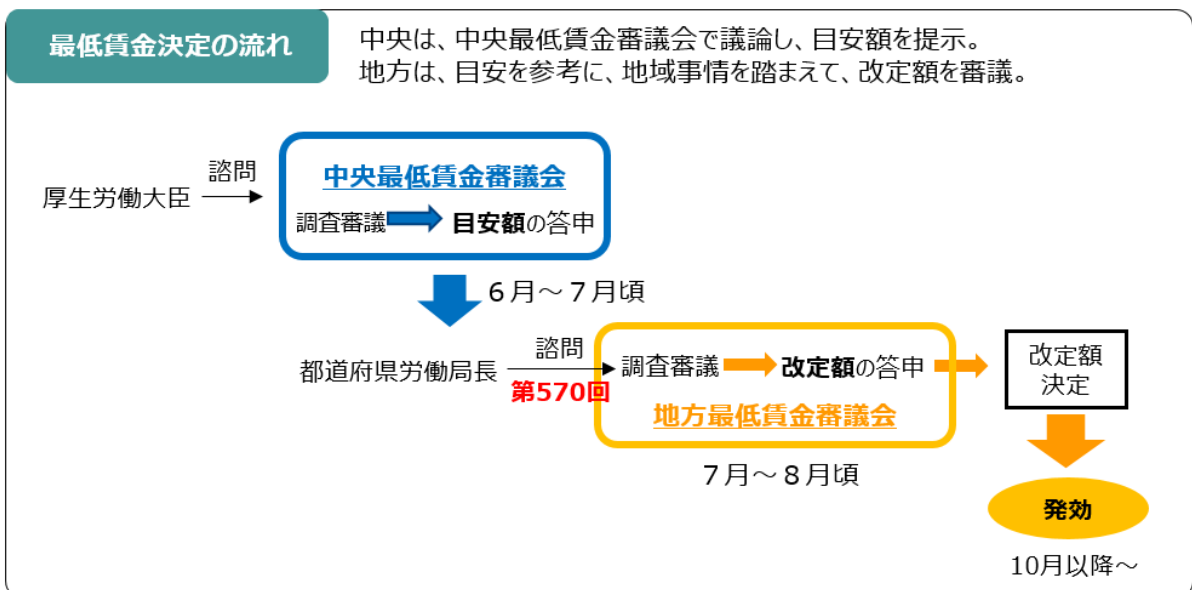 最低賃金決定の流れ
中央は、中央最低賃金審議会で議論し、目安額を提示。
地方は、目安を参考に、地域事情を踏まえて、改定額を審議。
厚生労働大臣
諮問
中央最低賃金審議会
調査審議
目安額の答申
6月～7月頃
都道府県労働局長
諮問
第570回
調査審議
改定額の答申
地方最低賃金審議会
7月～8月頃
改定額
決定
発効
10月以降～